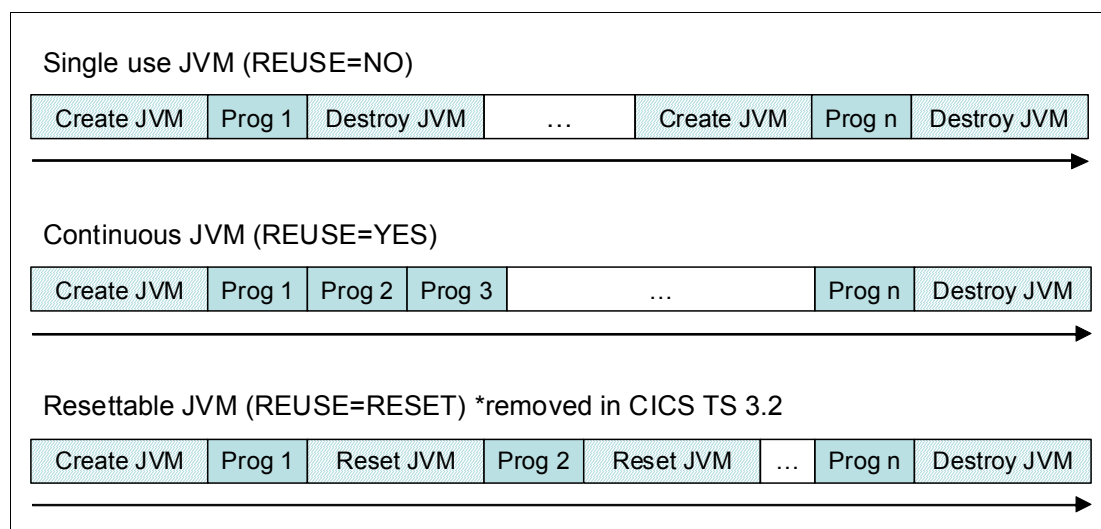 Single use JVM (REUSE=NO)
Create JVM Prog 1 Destroy JVM ... Create JVM Prog n Destroy JVM
Continuous JVM (REUSE=YES)
Create JVM Prog 1 Prog 2 Prog 3 ... Prog n Destroy JVM
Resettable JVM (REUSE=RESET) *removed in CICS TS 3.2
Create JVM Prog 1 Reset JVM Prog 2 Reset JVM ... Prog n Destroy JVM